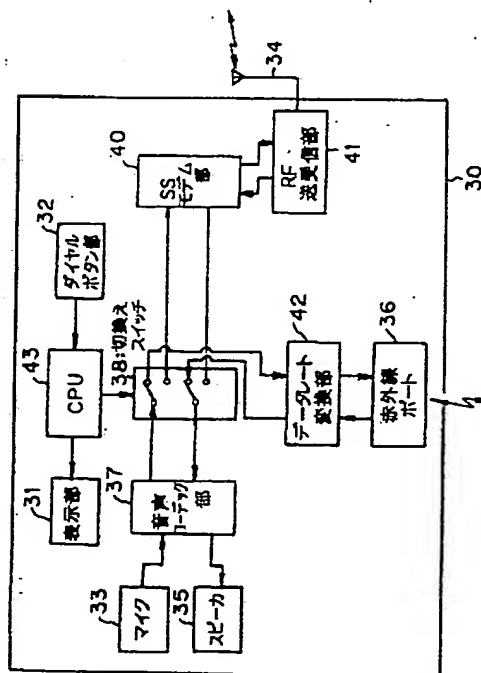 34
40
SS
モデム部
RF
送受信部
41
30
32
ダイヤル
ボタン部
43
CPU
38:切換え
スイッチ
42
データレート
変換部
36
赤外線
ポート
31
表示部
37
音声
コーデック
部
33
マイク
35
スピーカ